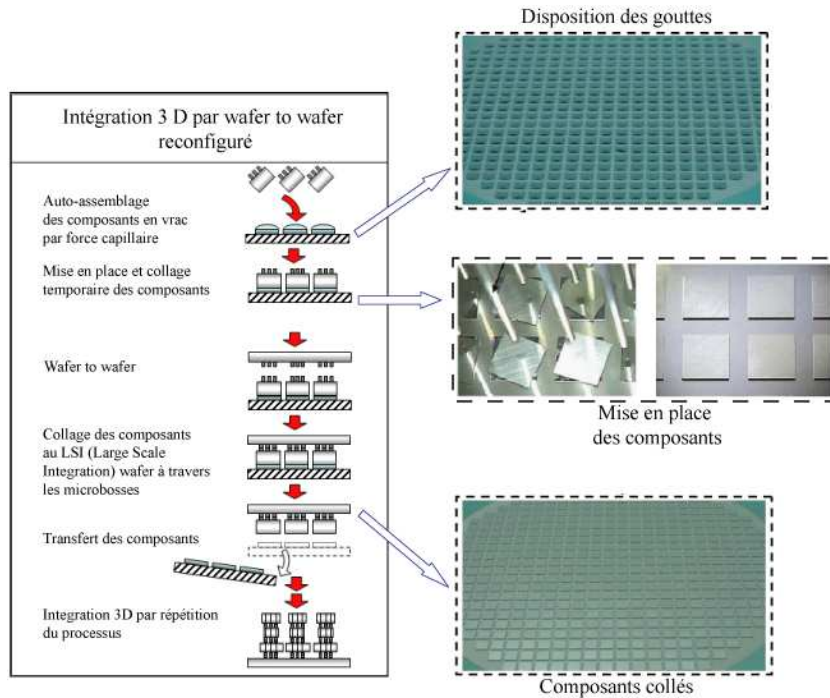 Disposition des gouttes
Intégration 3 D par wafer to wafer
reconfiguré
Auto-assemblage
des composants en vrac
par force capillaire
Mise en place et collage
temporaire des composants
Wafer to wafer
Mise en place
des composants
Collage des composants
au LSI (Large Scale
Integration) wafer à travers
les microbosses
Transfert des composants
Integration 3D par répétition
du processus
Composants collés